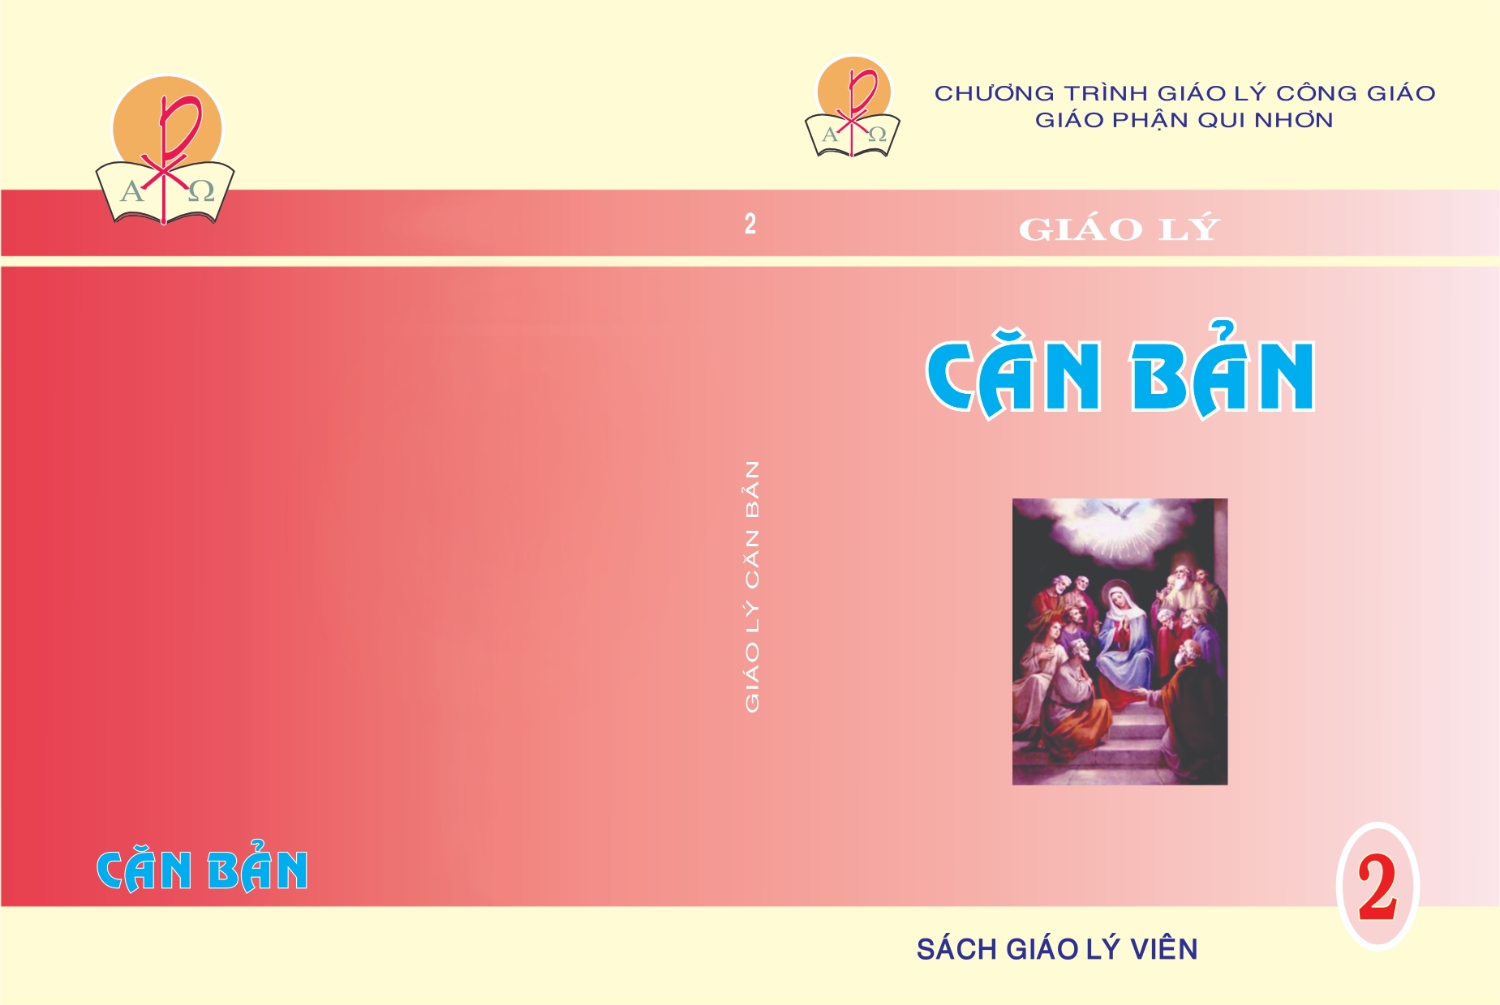 Α Ω
CĂN BẢN
2
GIÁO LÝ CĂN BẢN
Α Ω
CHƯƠNG TRÌNH GIÁO LÝ CÔNG GIÁO
GIÁO PHẬN QUI NHƠN
GIÁO LÝ
CĂN BẢN
2
SÁCH GIÁO LÝ VIÊN